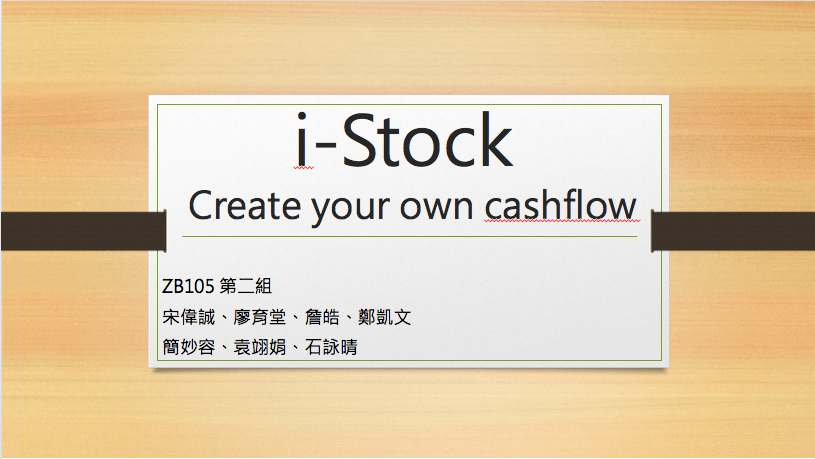 i-Stock
Create your own cashflow
ZB105 第二組
宋偉誠、廖育堂、詹皓、鄭凱文
簡妙容、袁翊娟、石詠晴